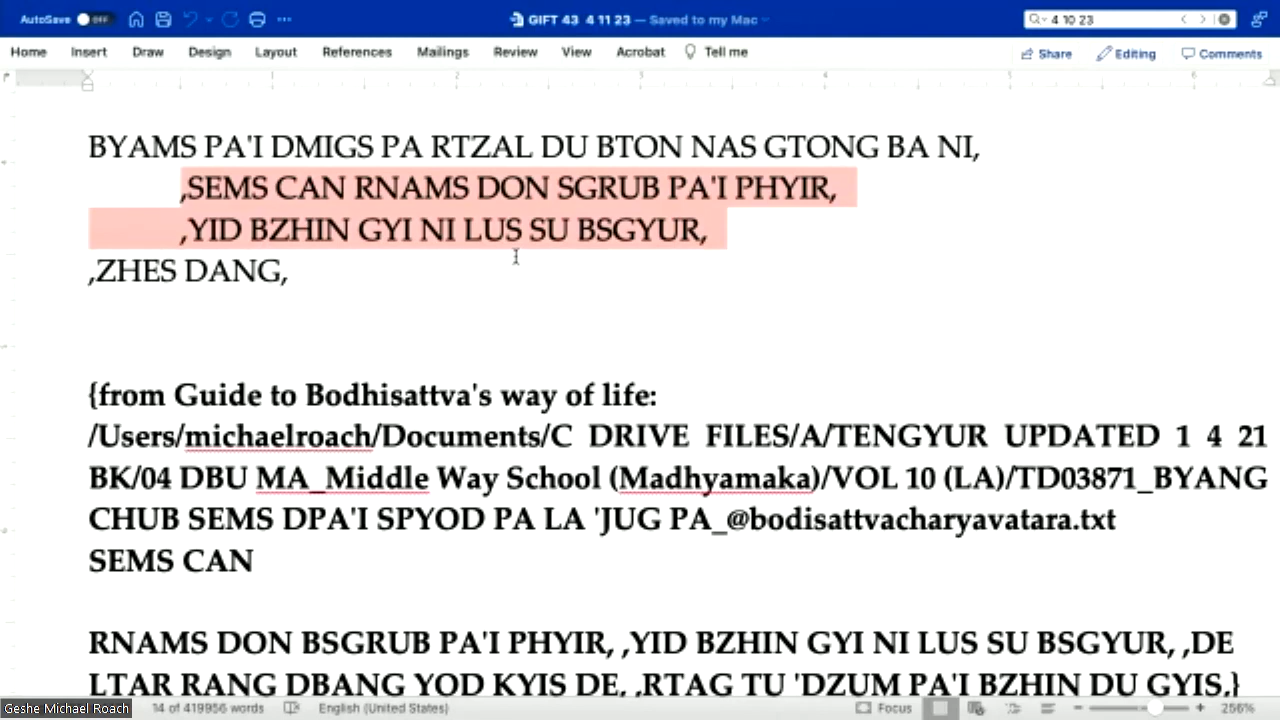 AutoSave OFF GIFT 43 4 11 23 — Saved to my Mac 4 10 23
Home Insert Draw Design Layout References Mailings Review View Acrobat Tell me Share Editing Comments
1 2 3 4 5 6
BYAMS PA'I DMIGS PA RTZAL DU BTON NAS GTONG BA NI,
,SEMS CAN RNAMS DON SGRUB PA'I PHYIR,
,YID BZHIN GYI NI LUS SU BSGYUR,
,ZHES DANG,
{from Guide to Bodhisattva's way of life:
/Users/michaelroach/Documents/C DRIVE FILES/A/TENGYUR UPDATED 1 4 21
BK/04 DBU MA_Middle Way School (Madhyamaka)/VOL 10 (LA)/TD03871_BYANG
CHUB SEMS DPA'I SPYOD PA LA 'JUG PA_@bodisattvacharyavatara.txt
SEMS CAN
RNAMS DON BSGRUB PA'I PHYIR, ,YID BZHIN GYI NI LUS SU BSGYUR, ,DE
LTAR RANG DBANG YOD KYIS DE, ,RTAG TU 'DZUM PA'I BZHIN DU GYIS,}
Geshe Michael Roach 14 of 419956 words English (United States) Focus 256%